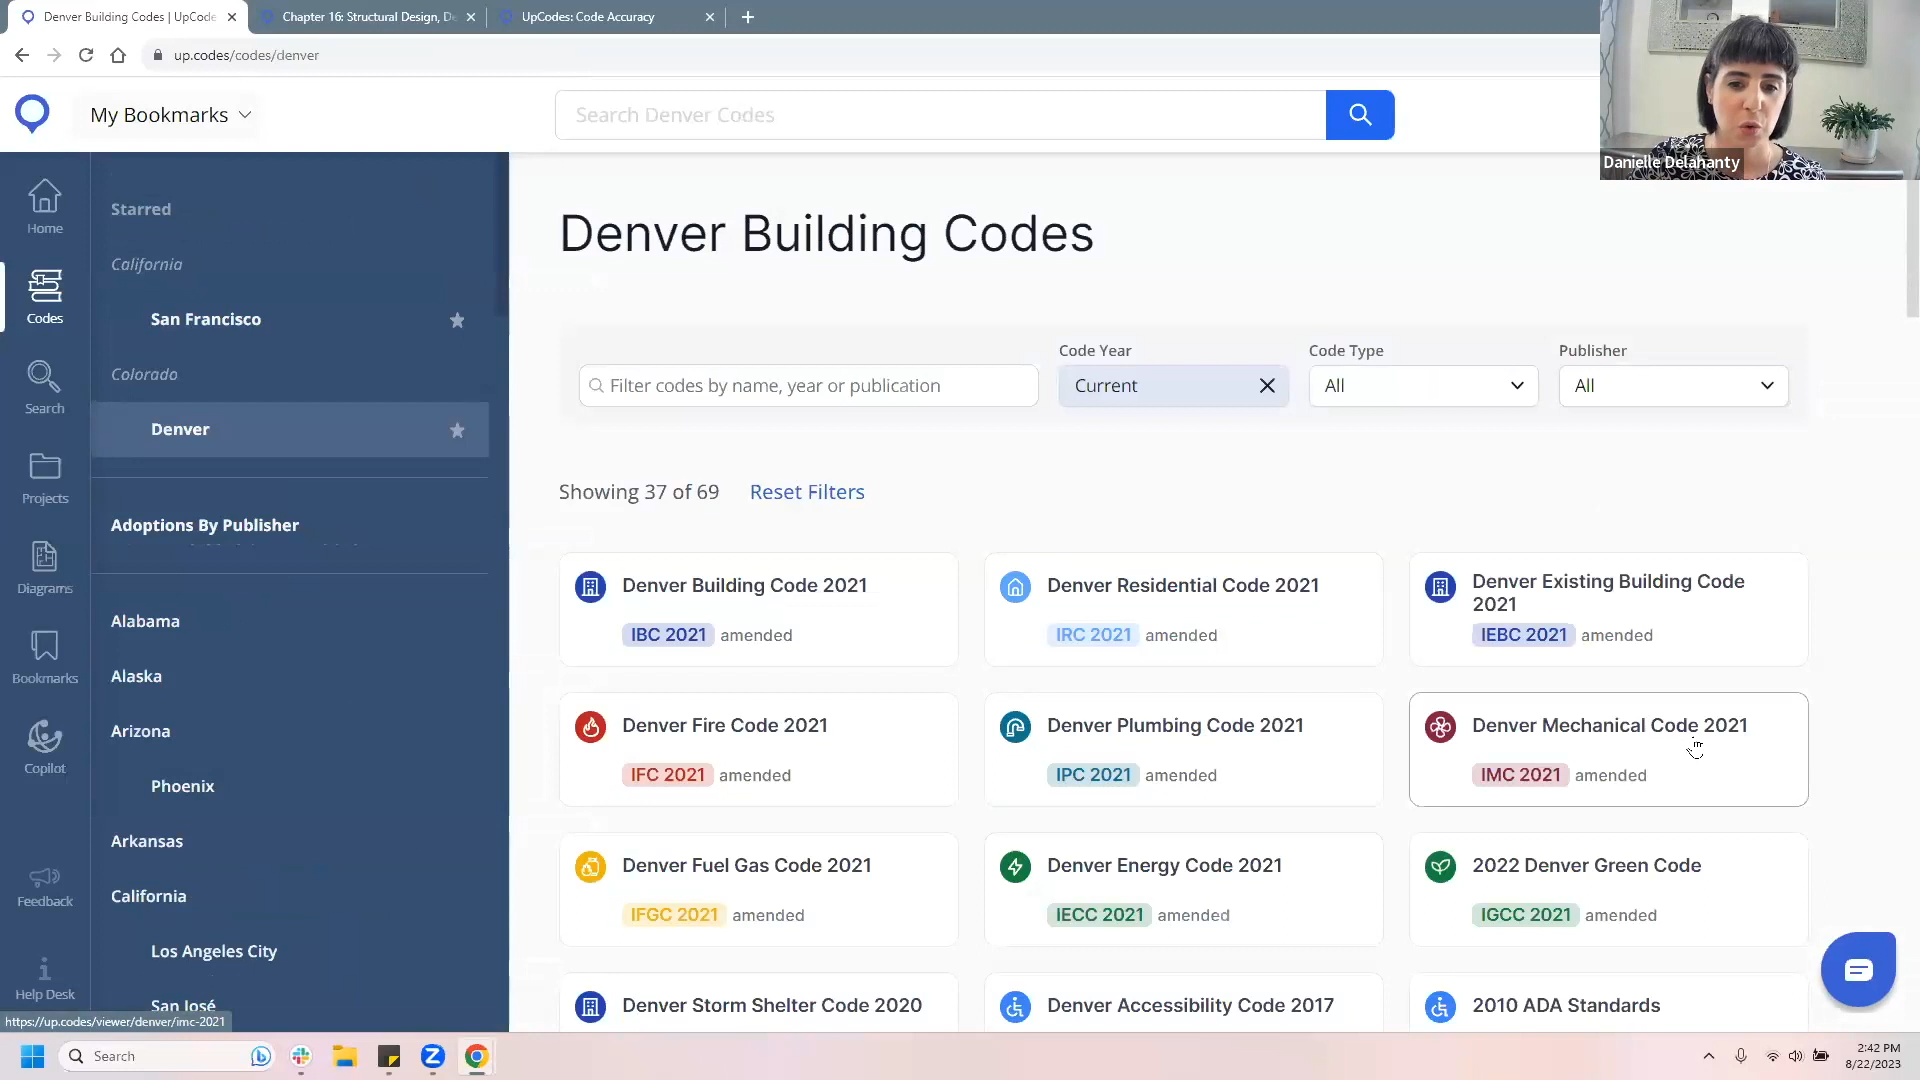 Denver Building Codes | UpCode
Chapter 16: Structural Design, De
UpCodes: Code Accuracy
up.codes/codes/denver
My Bookmarks
Search Denver Codes
Danielle Delahanty
Home
Codes
Search
Projects
Diagrams
Bookmarks
Copilot
Feedback
Help Desk
Starred
California
San Francisco
Colorado
Denver
Adoptions By Publisher
Alabama
Alaska
Arizona
Phoenix
Arkansas
California
Los Angeles City
San José
Denver Building Codes
Filter codes by name, year or publication
Code Year
Current
Code Type
All
Publisher
All
Showing 37 of 69
Reset Filters
Denver Building Code 2021
IBC 2021 amended
Denver Residential Code 2021
IRC 2021 amended
Denver Existing Building Code
2021
IEBC 2021 amended
Denver Fire Code 2021
IFC 2021 amended
Denver Plumbing Code 2021
IPC 2021 amended
Denver Mechanical Code 2021
IMC 2021 amended
Denver Fuel Gas Code 2021
IFGC 2021 amended
Denver Energy Code 2021
IECC 2021 amended
2022 Denver Green Code
IGCC 2021 amended
Denver Storm Shelter Code 2020
Denver Accessibility Code 2017
2010 ADA Standards
https://up.codes/viewer/denver/imc-2021
Search
2:42 PM
8/22/2023